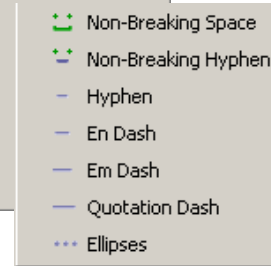 Non-Breaking Space
Non-Breaking Hyphen
Hyphen
En Dash
Em Dash
Quotation Dash
Ellipses